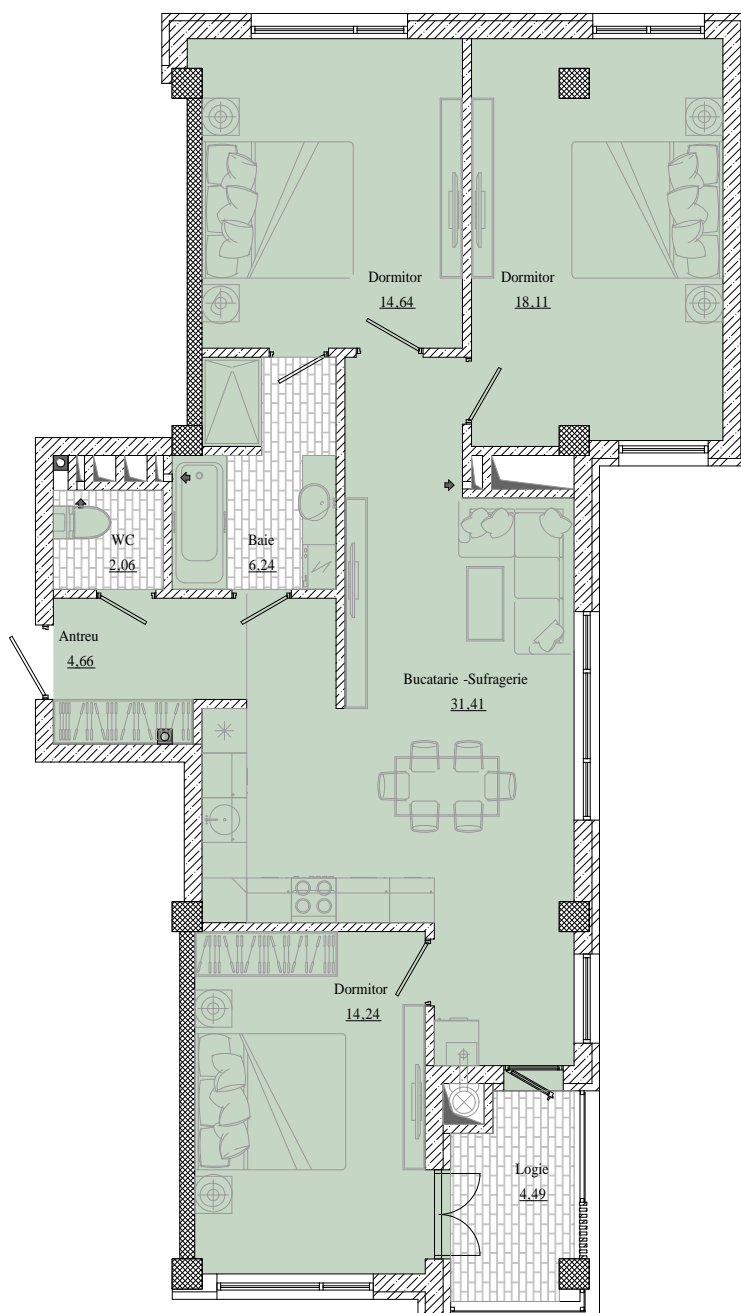 Dormitor
14,64
Dormitor
18,11
WC
2,06
Baie
6,24
Antreu
4,66
Bucatarie -Sufragerie
31,41
Dormitor
14,24
Logie
4,49